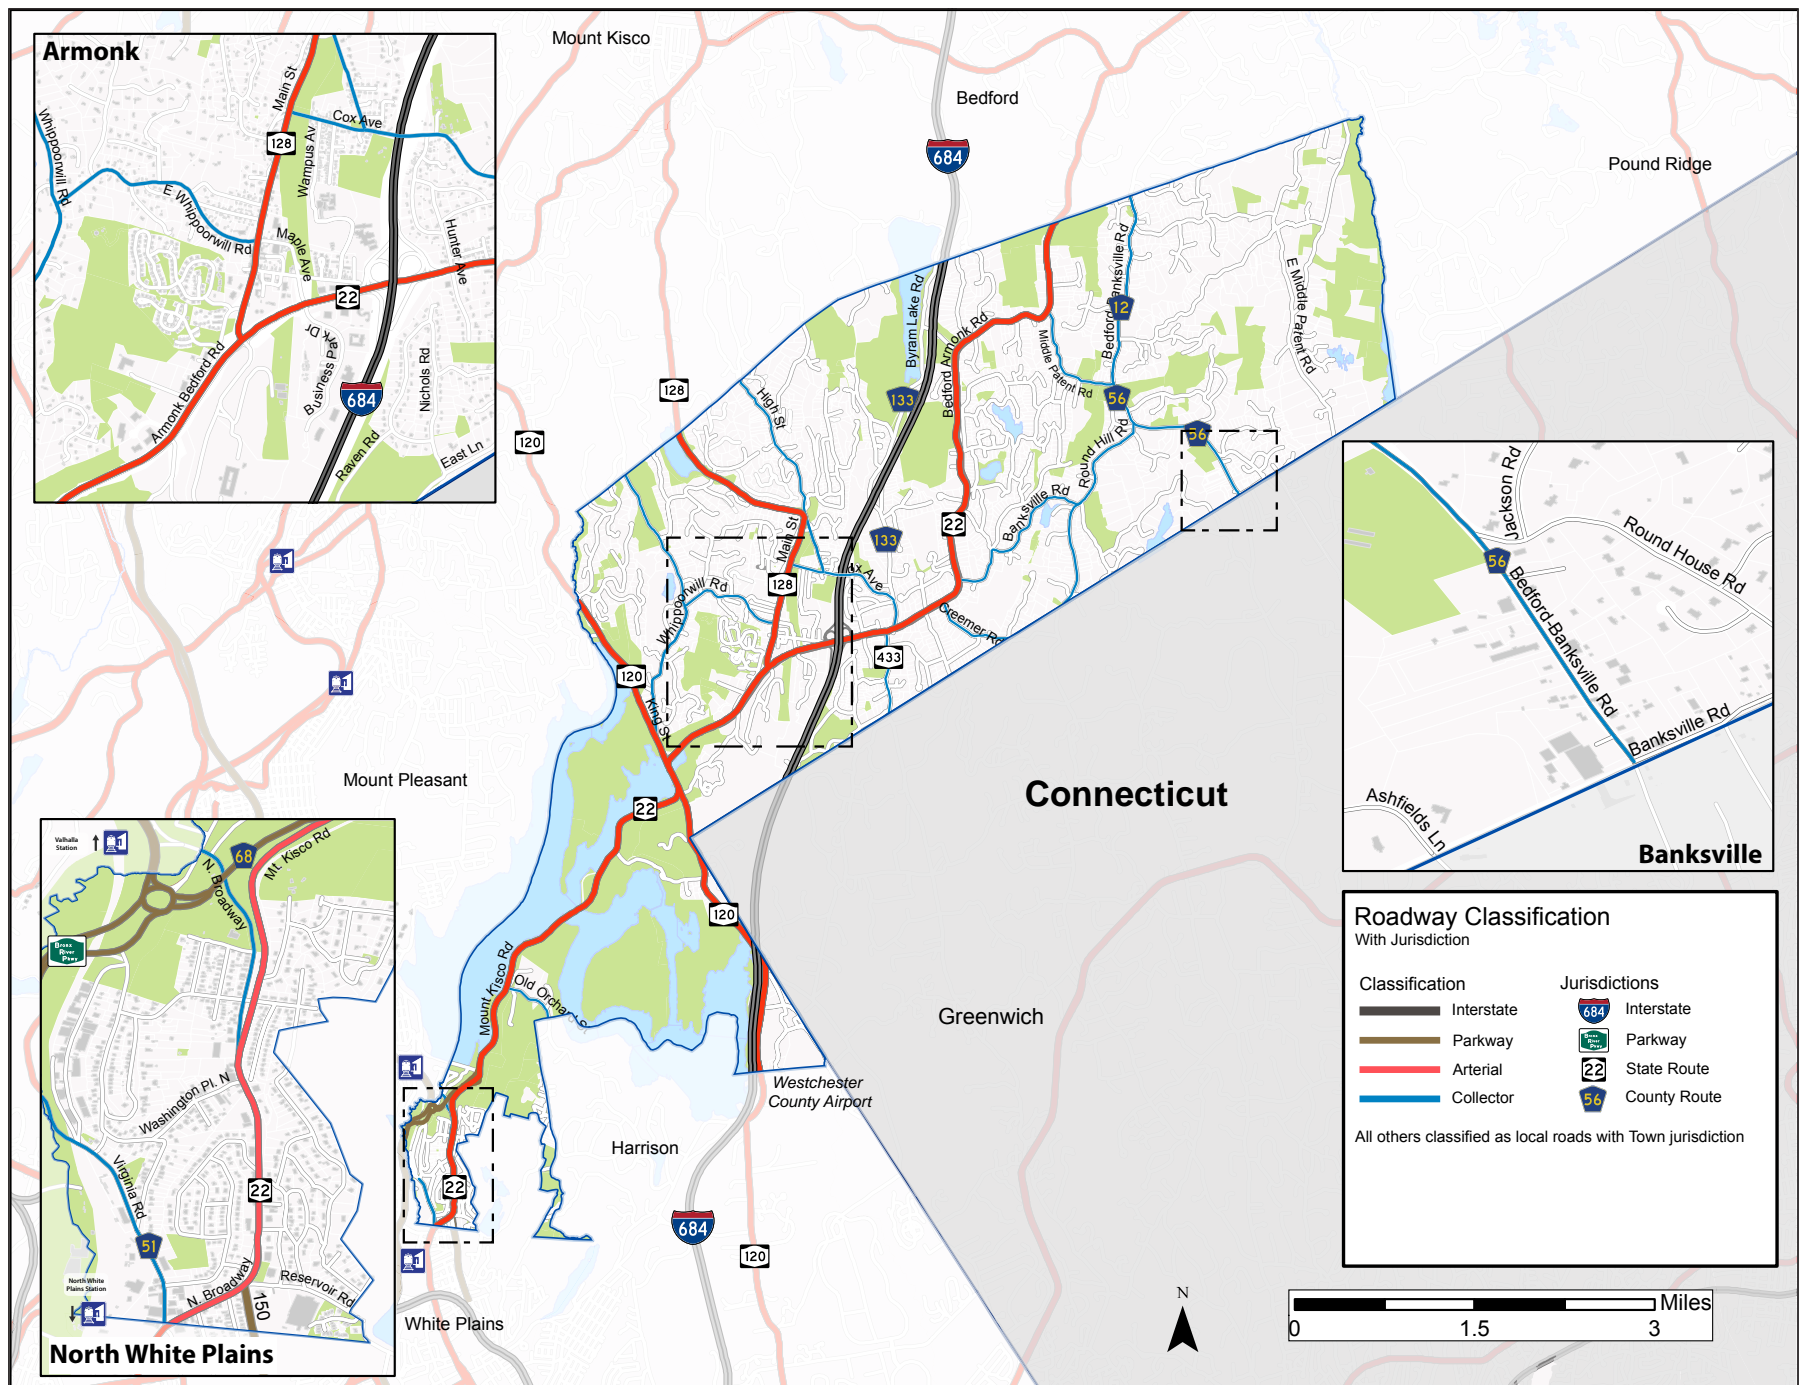 Armonk
Main St
Cox Ave
128
Wampus Av
Whippoorwill Rd
E Whippoorwill Rd
Maple Ave
Hunter Ave
22
Business Park Dr
Nichols Rd
Armonk Bedford Rd
684
Raven Rd
East Ln
Mount Kisco
Bedford
684
Pound Ridge
Bedford-Banksville Rd
12
E Middle Patent Rd
Byram Lake Rd
Bedford Armonk Rd
Middle Patent Rd
128
High St
133
56
120
56
Round Hill Rd
Banksville Rd
22
133
Main St
128
Whippoorwill Rd
Creemer Rd
433
120
King St
Mount Pleasant
22
Connecticut
120
Mount Kisco Rd
Old Orchard St
Greenwich
Westchester
County Airport
Harrison
22
684
120
White Plains
Jackson Rd
Round House Rd
56
Bedford-Banksville Rd
Banksville Rd
Ashfields Ln
Banksville
Valhalla
Station
68
Mt. Kisco Rd
N. Broadway
Bronx
River
Pkwy
Washington Pl. N
Virginia Rd
22
51
North White
Plains Station
N. Broadway
Reservoir Rd
150
North White Plains
Roadway Classification
With Jurisdiction
Classification
Jurisdictions
Interstate
684
Interstate
Parkway
Bronx
River
Pkwy
Parkway
Arterial
22
State Route
Collector
56
County Route
All others classified as local roads with Town jurisdiction
N
Miles
0
1.5
3